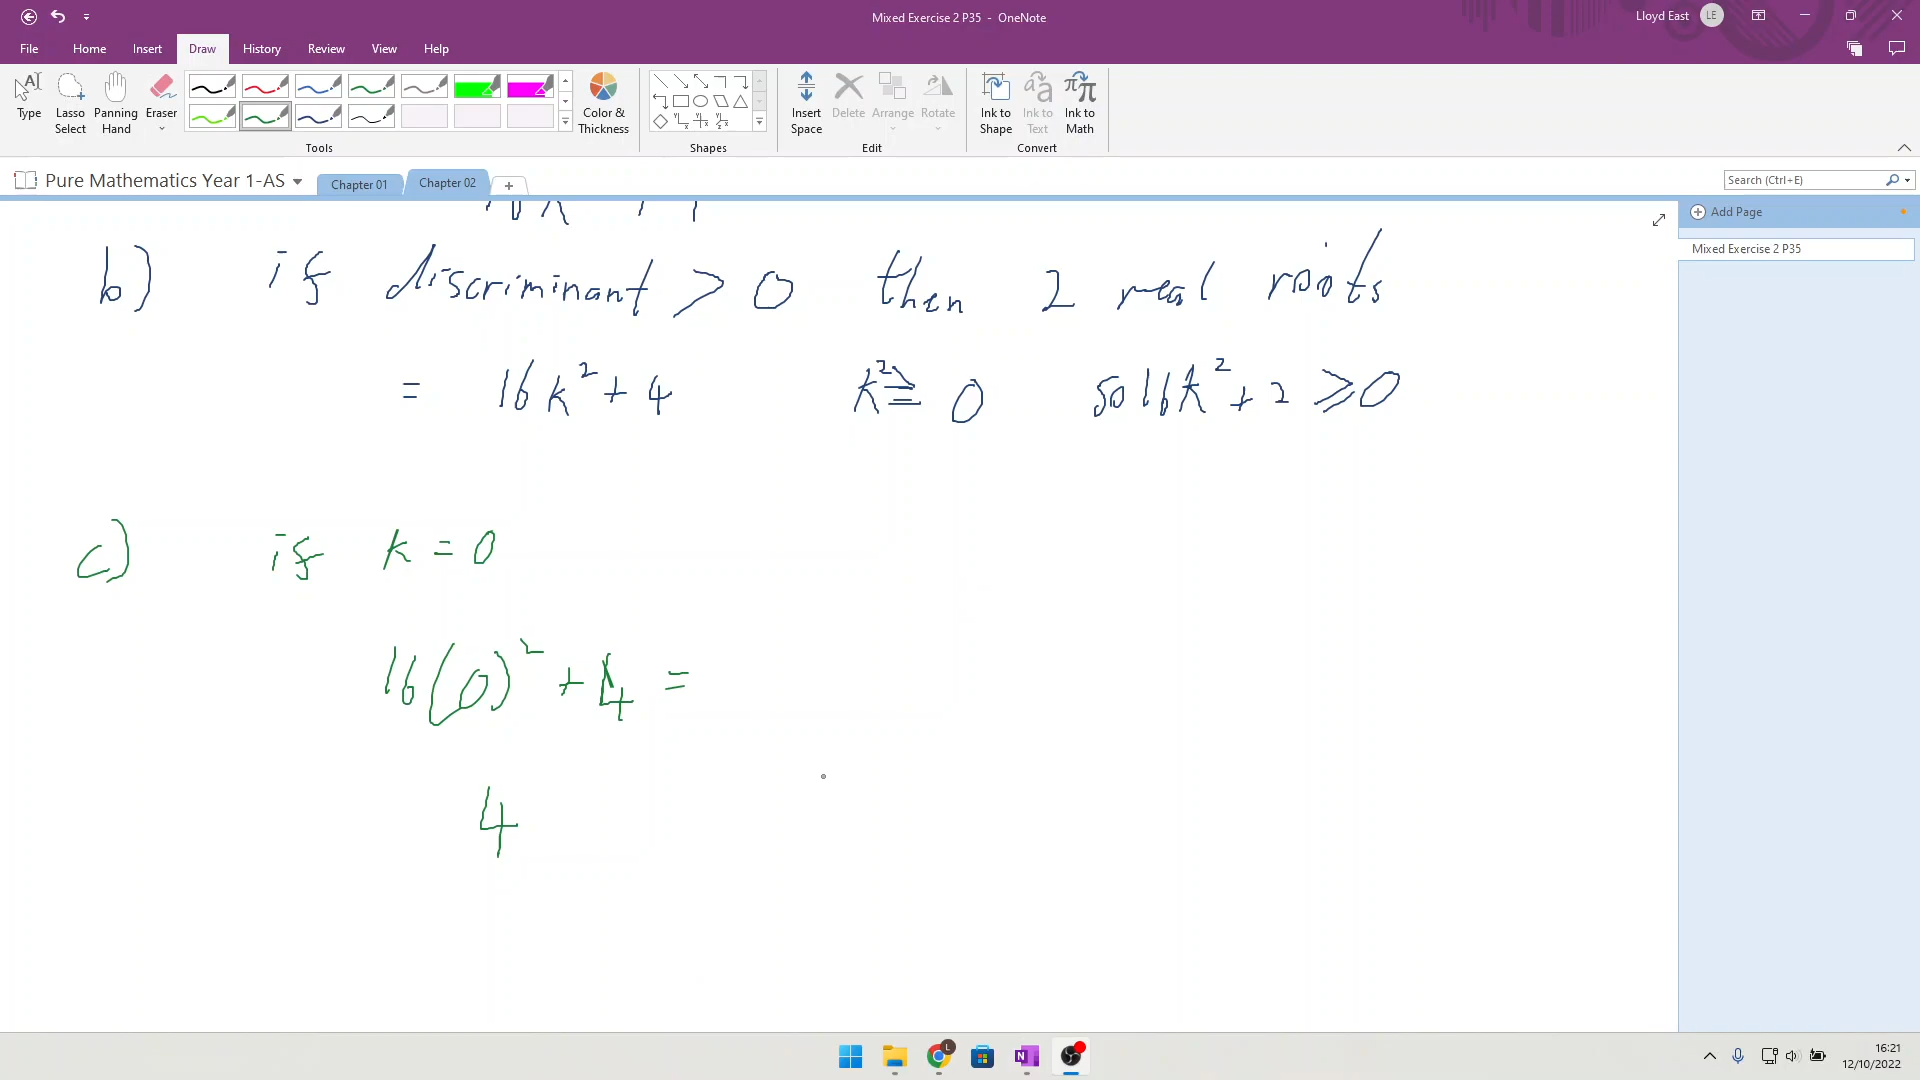 Mixed Exercise 2 P35 - OneNote
Lloyd East
LE
File Home Insert Draw History Review View Help
Type
Lasso Select
Panning Hand
Eraser
Color & Thickness
Insert Space
Delete
Arrange
Rotate
Ink to Shape
Ink to Text
Ink to Math
Tools
Shapes
Edit
Convert
Pure Mathematics Year 1-AS
Chapter 01
Chapter 02
Search (Ctrl+E)
Add Page
Mixed Exercise 2 P35
b) if discriminant > 0 then 2 real roots
= 16k² + 4 k² ≥ 0 so 16k² + 2 ⩾ 0
c) if k = 0
16(0)² + 4 =
4
16:21
12/10/2022